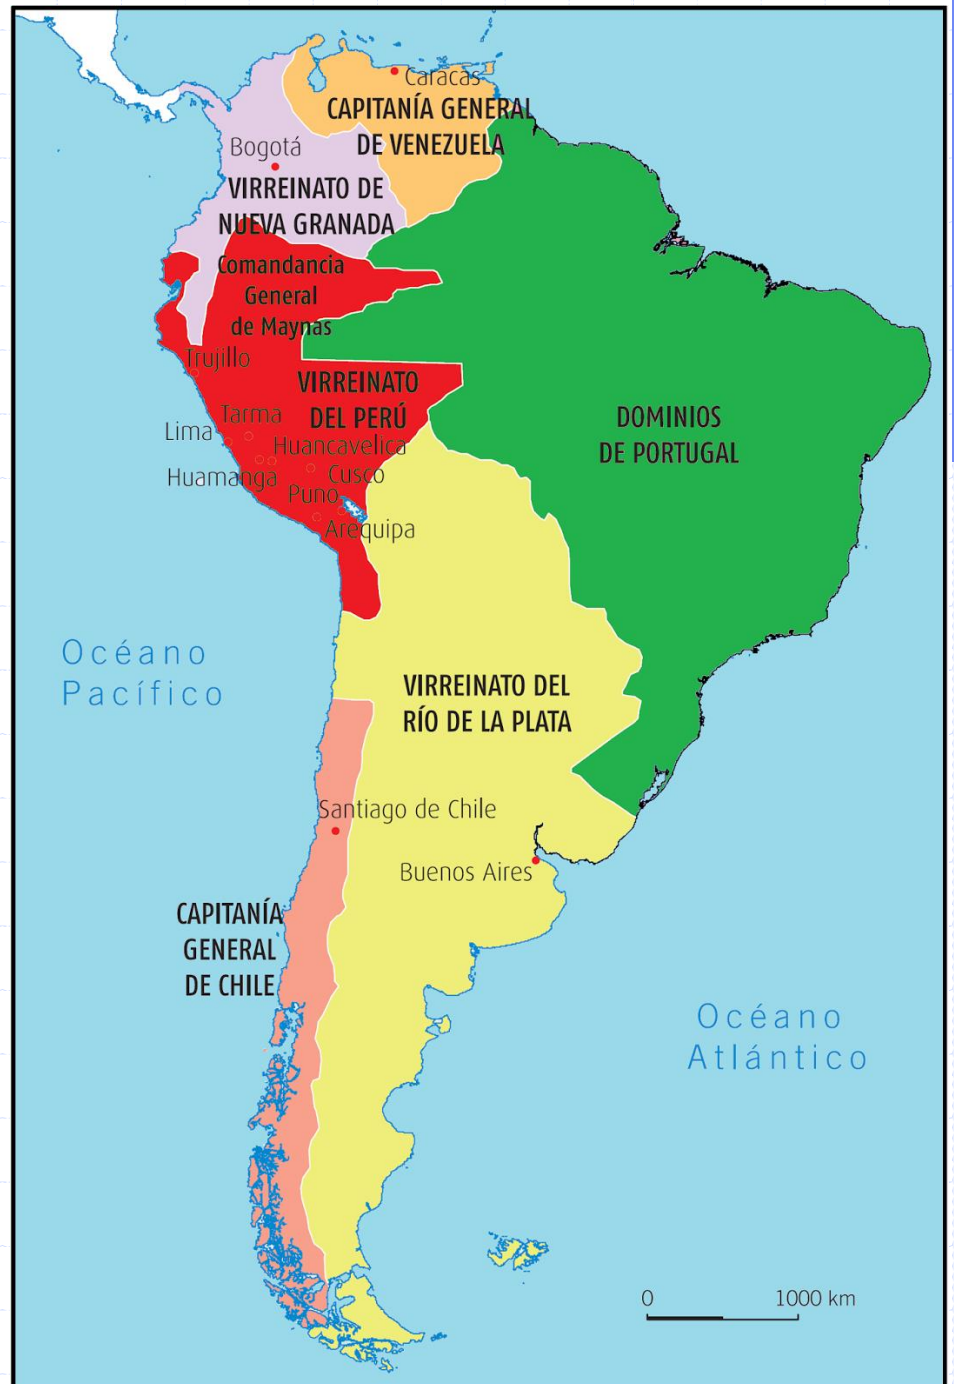 Caracas
CAPITANÍA GENERAL
DE VENEZUELA
Bogotá
VIRREINATO DE
NUEVA GRANADA
Comandancia
General
de Maynas
Trujillo
VIRREINATO
DEL PERÚ
Tarma
Lima
Huancavelica
Huamanga
Cusco
Puno
Arequipa
DOMINIOS
DE PORTUGAL
Océano
Pacífico
VIRREINATO DEL
RÍO DE LA PLATA
Santiago de Chile
Buenos Aires
CAPITANÍA
GENERAL
DE CHILE
Océano
Atlántico
0 1000 km